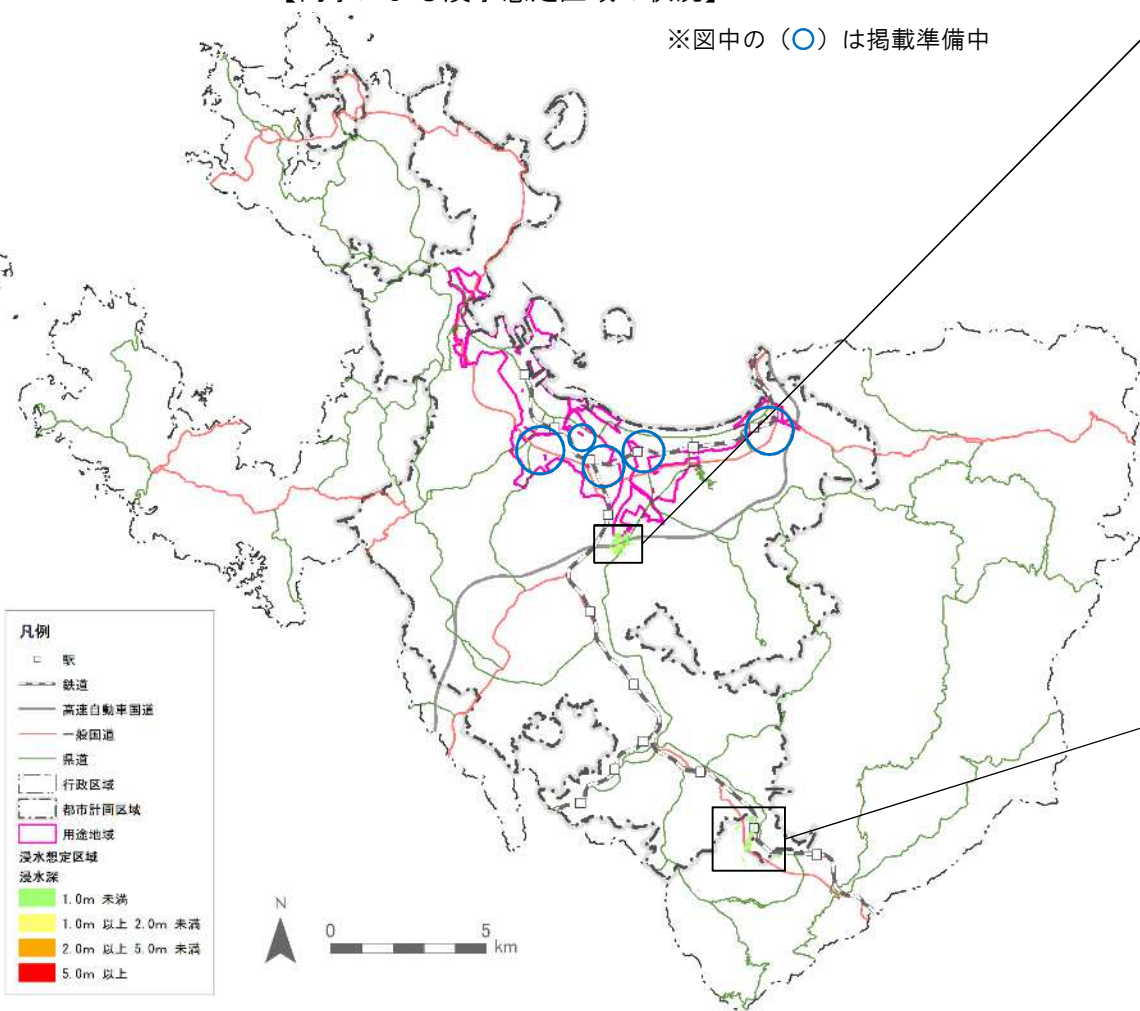 ※図中の（○）は掲載準備中
凡例
駅
鉄道
高速自動車国道
一般国道
県道
行政区域
都市計画区域
用途地域
浸水想定区域
浸水深
1.0m 未満
1.0m 以上 2.0m 未満
2.0m 以上 5.0m 未満
5.0m 以上
N
0 5
km